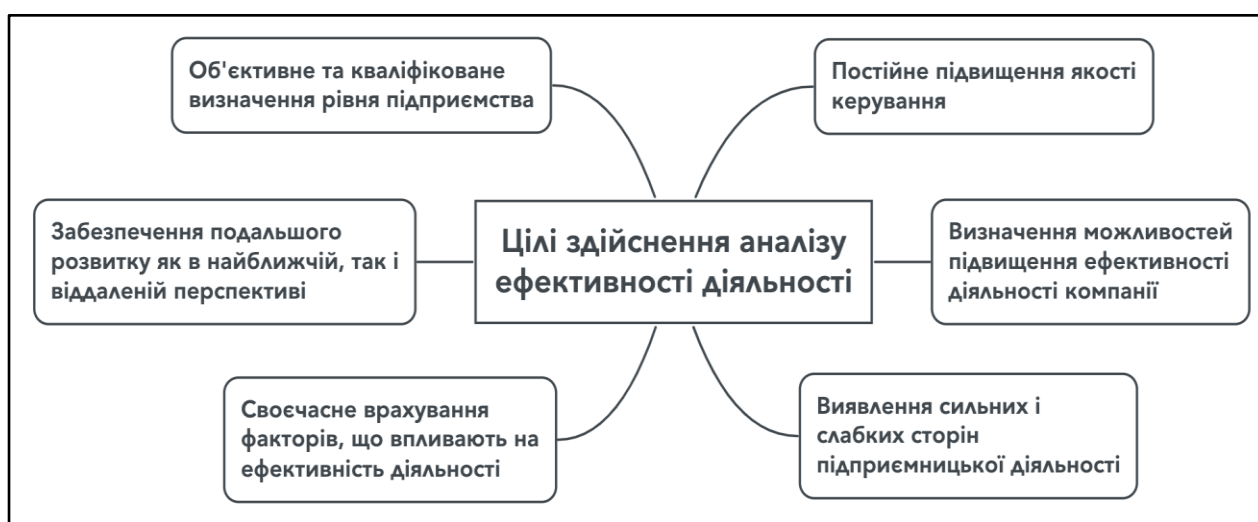 Об'єктивне та кваліфіковане
визначення рівня підприємства
Постійне підвищення якості
керування
Забезпечення подальшого
розвитку як в найближчій, так і
віддаленій перспективі
Цілі здійснення аналізу
ефективності діяльності
Визначення можливостей
підвищення ефективності
діяльності компанії
Своєчасне врахування
факторів, що впливають на
ефективність діяльності
Виявлення сильних і
слабких сторін
підприємницької діяльності